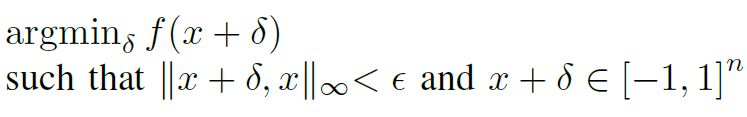 argmin_δ f(x + δ)
such that ‖x + δ, x‖_∞ < ϵ and x + δ ∈ [−1, 1]^n